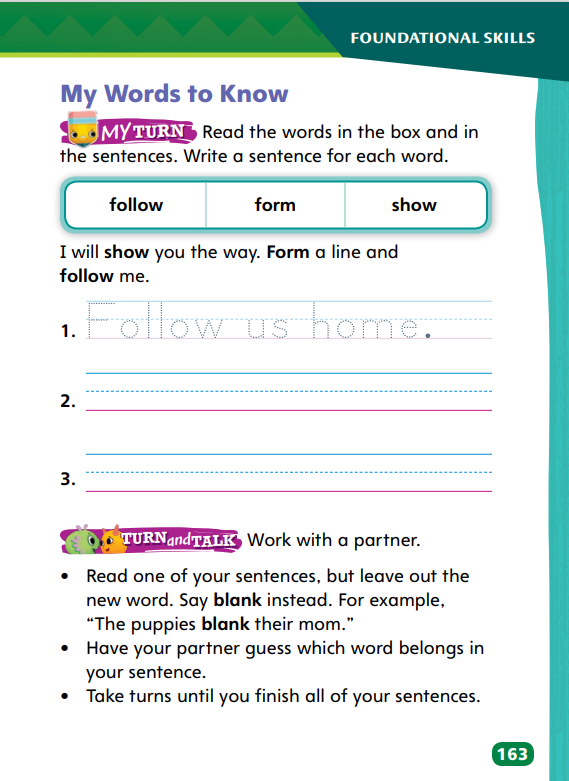 FOUNDATIONAL SKILLS
My Words to Know
MY TURN Read the words in the box and in
the sentences. Write a sentence for each word.
follow form show
I will show you the way. Form a line and
follow me.
1. Follow us home.
2.
3.
TURN and TALK Work with a partner.
• Read one of your sentences, but leave out the
new word. Say blank instead. For example,
“The puppies blank their mom.”
• Have your partner guess which word belongs in
your sentence.
• Take turns until you finish all of your sentences.
163